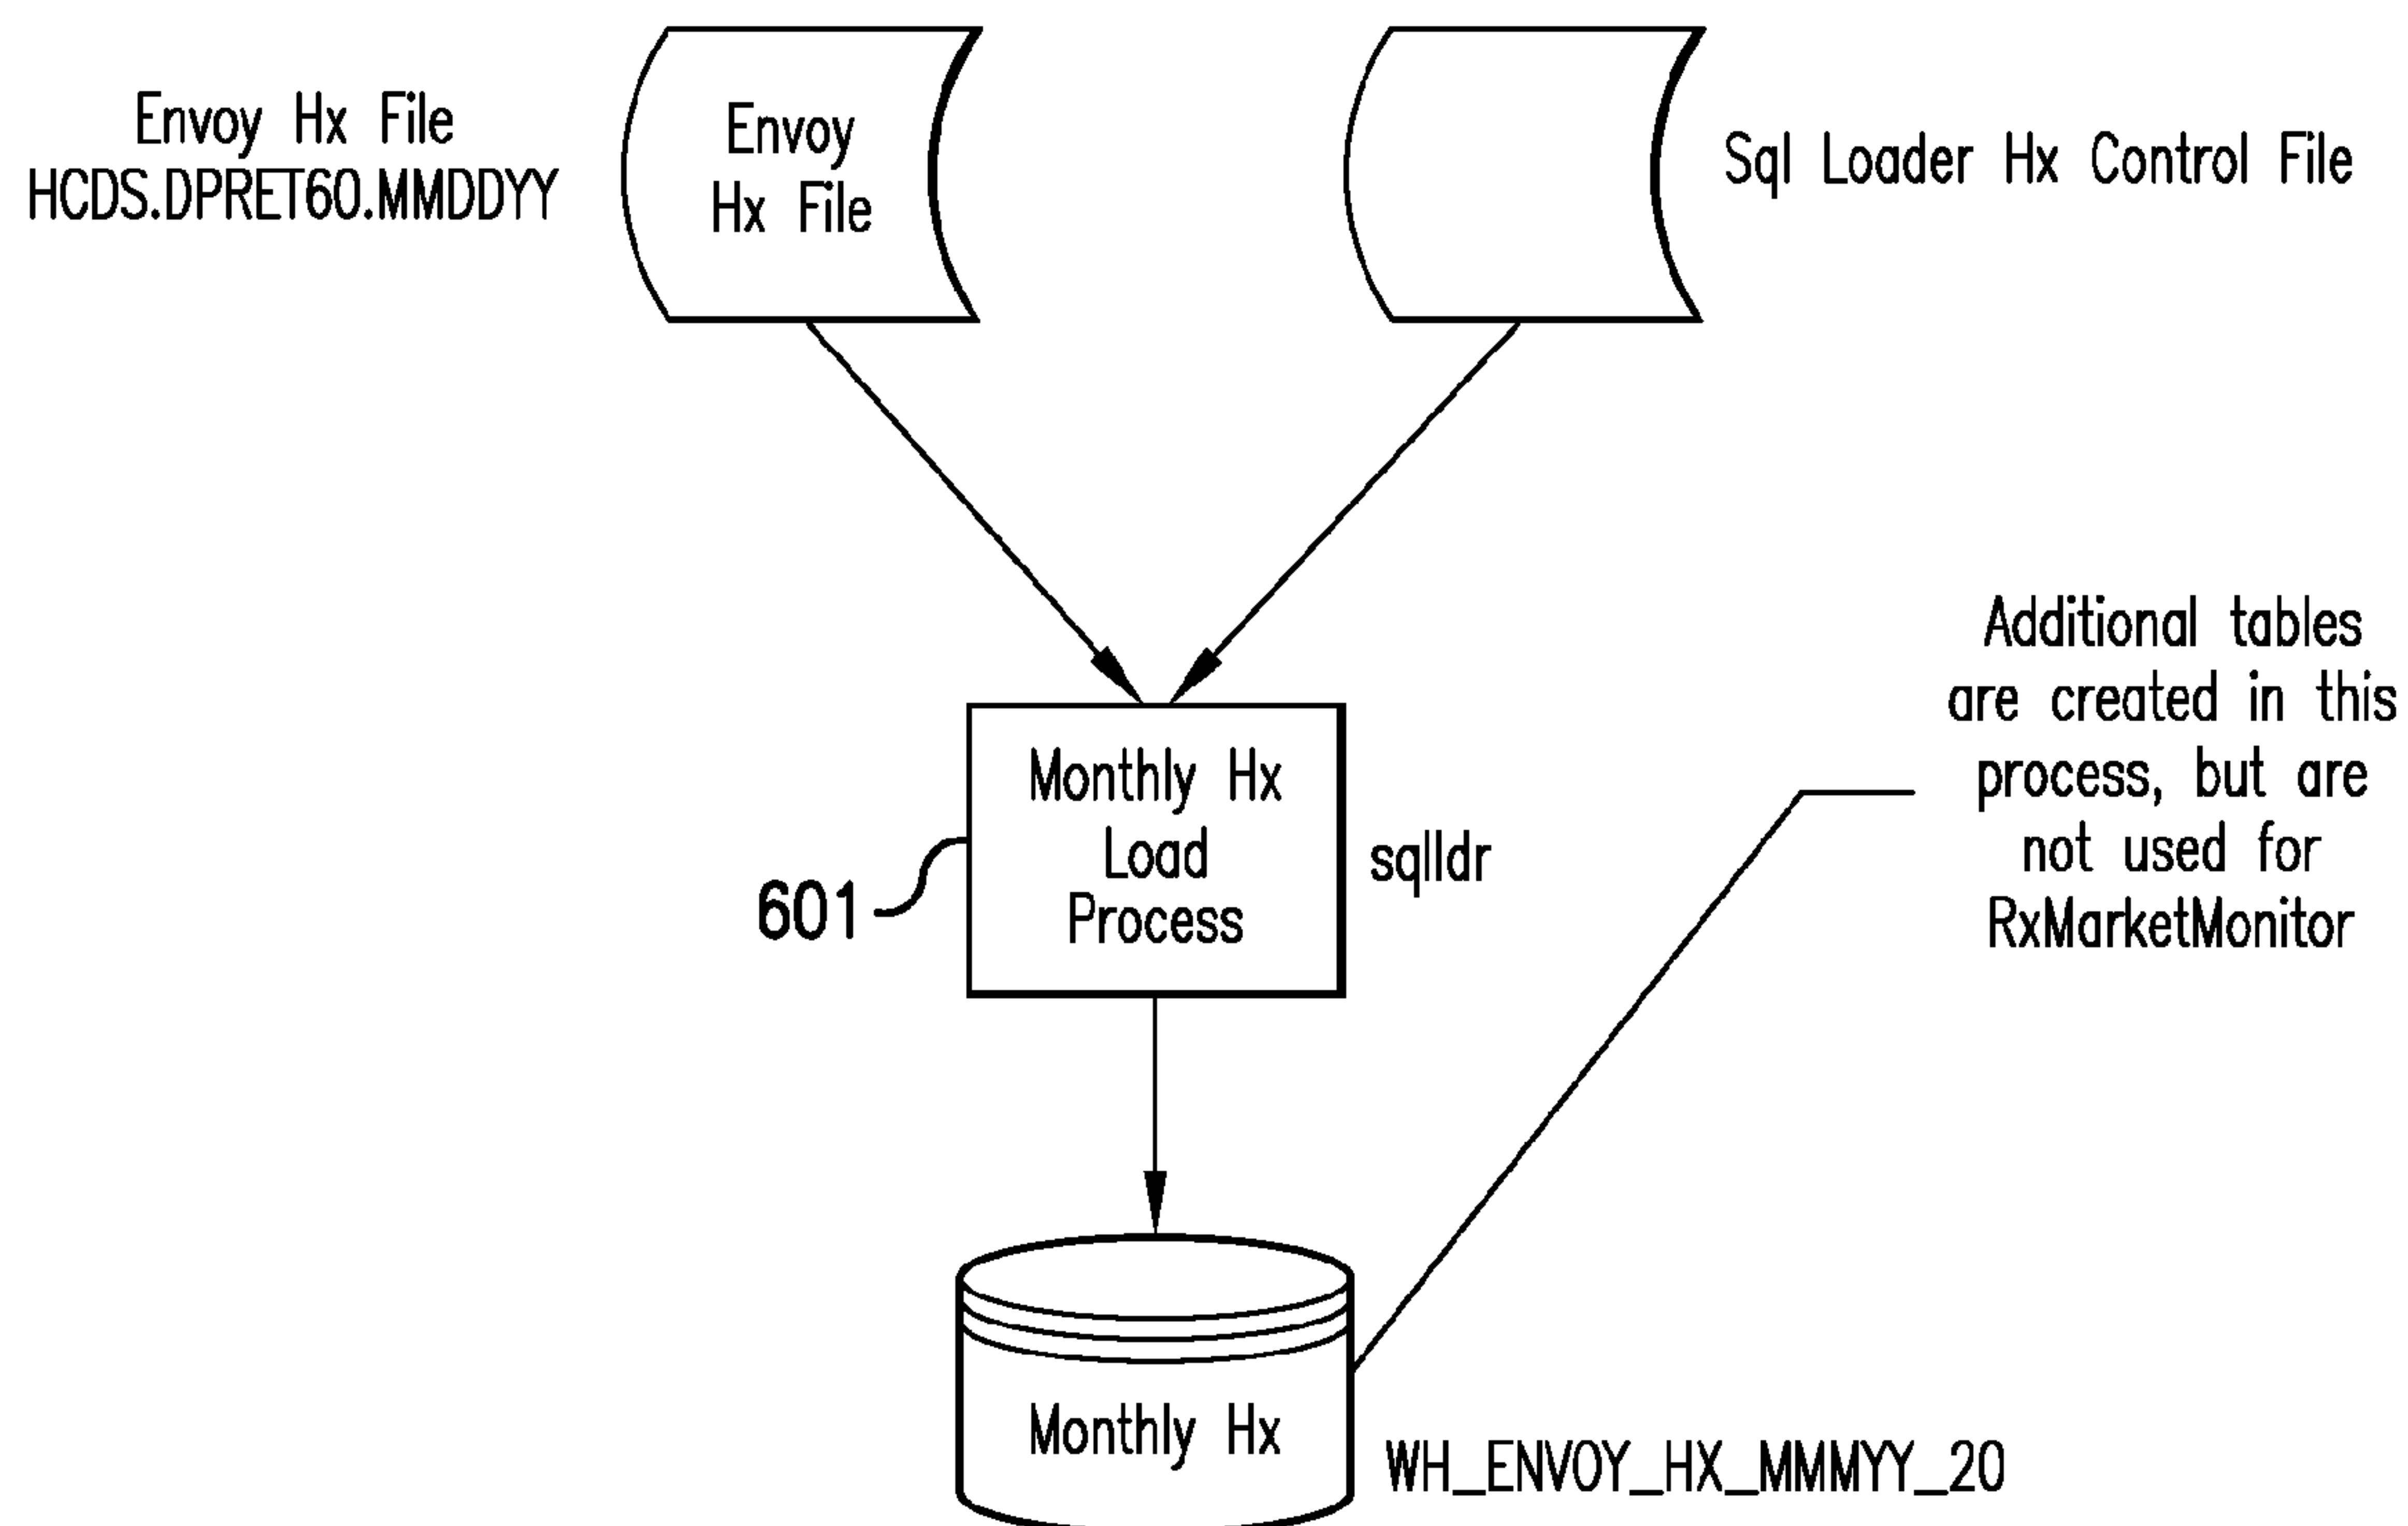 Envoy Hx File
HCDS.DPRET60.MMDDYY
Envoy
Hx File
Sql Loader Hx Control File
Monthly Hx
Load
Process
601
sqlldr
Additional tables
are created in this
process, but are
not used for
RxMarketMonitor
Monthly Hx
WH_ENVOY_HX_MMMYY_20